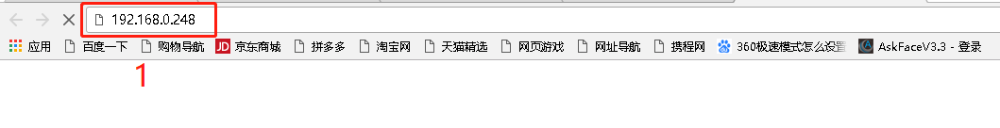 192.168.0.248
应用 百度一下 购物导航 JD 京东商城 拼多多 淘宝网 天猫精选 网页游戏 网址导航 携程网 360极速模式怎么设置 AskFaceV3.3 - 登录
1